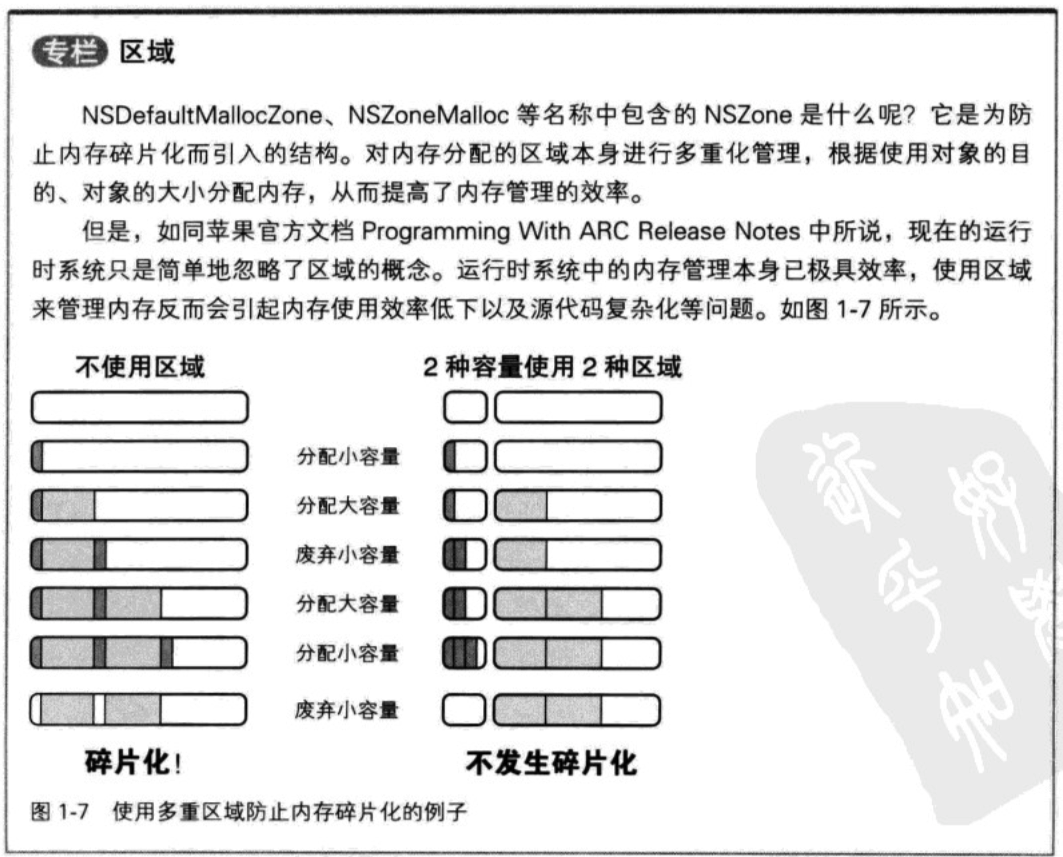 专栏 区域
NSDefaultMallocZone、NSZoneMalloc 等名称中包含的 NSZone 是什么呢？它是为防
止内存碎片化而引入的结构。对内存分配的区域本身进行多重化管理，根据使用对象的目
的、对象的大小分配内存，从而提高了内存管理的效率。
但是，如同苹果官方文档 Programming With ARC Release Notes 中所说，现在的运行
时系统只是简单地忽略了区域的概念。运行时系统中的内存管理本身已极具效率，使用区域
来管理内存反而会引起内存使用效率低下以及源代码复杂化等问题。如图 1-7 所示。
不使用区域 2 种容量使用 2 种区域
分配小容量
分配大容量
废弃小容量
分配大容量
分配小容量
废弃小容量
碎片化！ 不发生碎片化
图 1-7 使用多重区域防止内存碎片化的例子